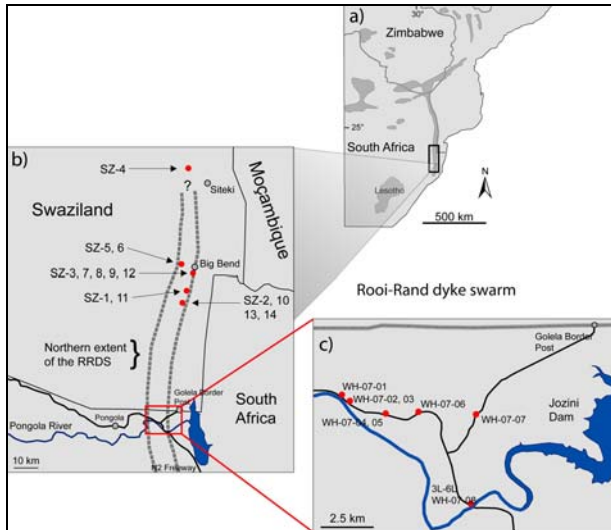 a)
30°
Zimbabwe
25°
South Africa
Lesotho
N
500 km
b)
SZ-4
?
Siteki
Moçambique
Swaziland
SZ-5, 6
Big Bend
SZ-3, 7, 8, 9, 12
SZ-1, 11
SZ-2, 10
13, 14
Northern extent
of the RRDS
}
Golela Border
Post
South
Africa
Pongola
Pongola River
N2 Freeway
10 km
Rooi-Rand dyke swarm
c)
Golela Border
Post
WH-07-01
WH-07-02, 03
WH-07-06
WH-07-04, 05
WH-07-07
Jozini
Dam
3L-6L
WH-07-08
2.5 km